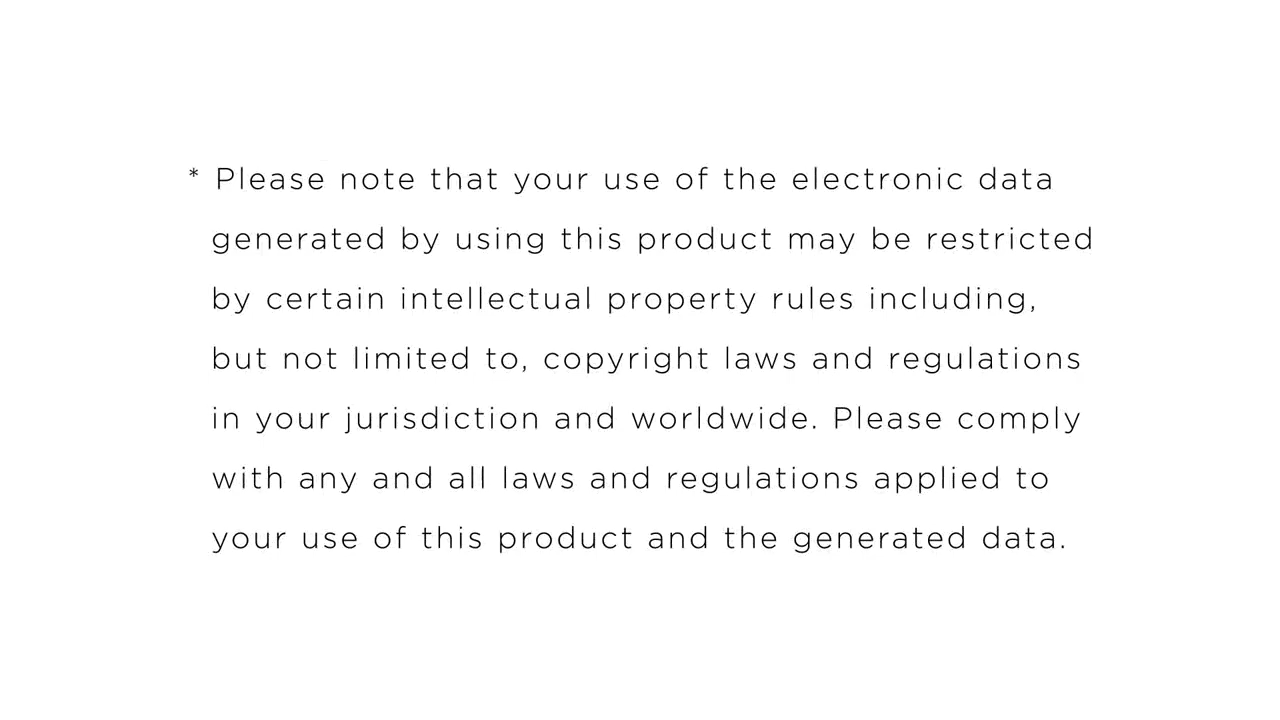 * Please note that your use of the electronic data
generated by using this product may be restricted
by certain intellectual property rules including,
but not limited to, copyright laws and regulations
in your jurisdiction and worldwide. Please comply
with any and all laws and regulations applied to
your use of this product and the generated data.